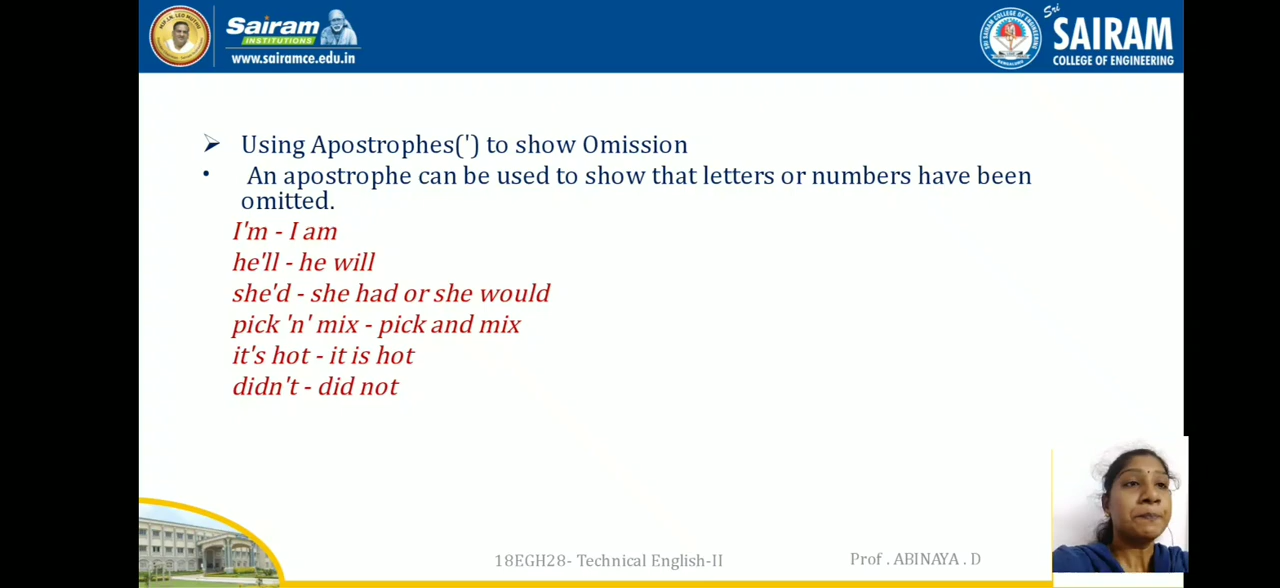 Sairam
INSTITUTIONS
www.sairamce.edu.in
Sri
SAIRAM
COLLEGE OF ENGINEERING
Using Apostrophes(') to show Omission
An apostrophe can be used to show that letters or numbers have been
omitted.
I'm - I am
he'll - he will
she'd - she had or she would
pick 'n' mix - pick and mix
it's hot - it is hot
didn't - did not
18EGH28- Technical English-II
Prof . ABINAYA . D